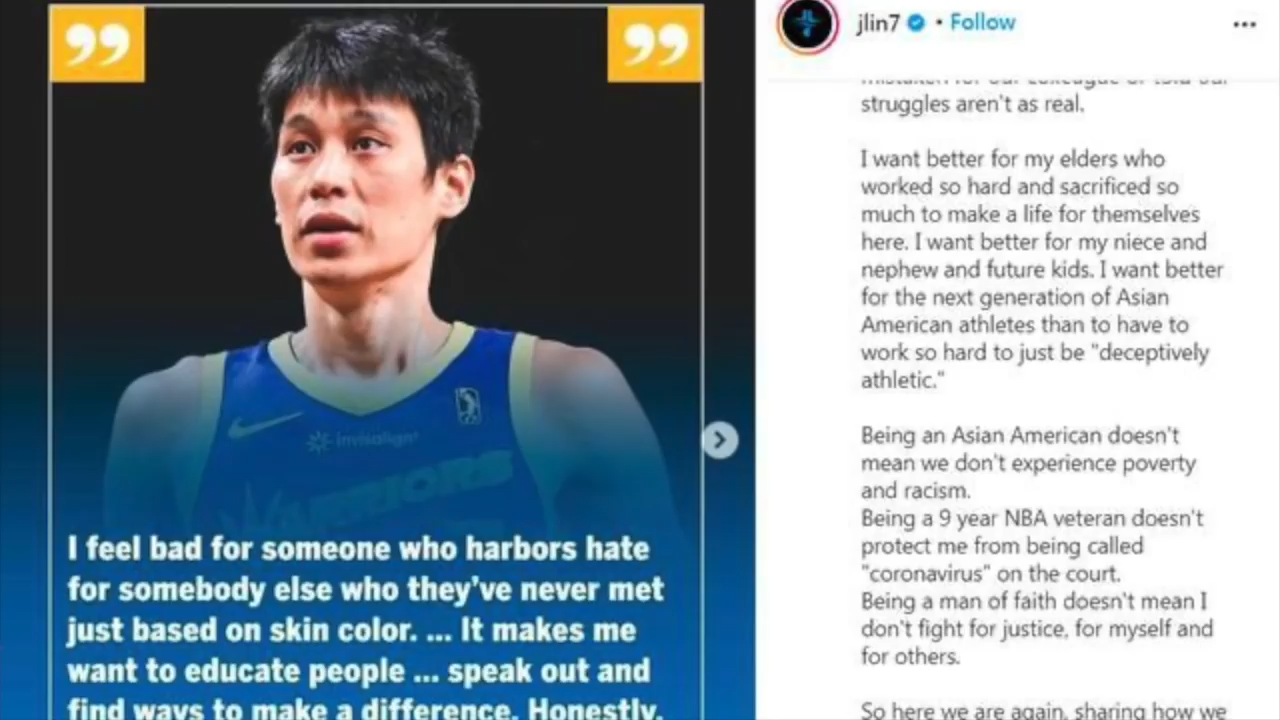 I feel bad for someone who harbors hate
for somebody else who they've never met
just based on skin color. ... It makes me
want to educate people ... speak out and
find ways to make a difference. Honestly,
invisalign
WARRIORS
jlin7 • Follow
struggles aren't as real.
I want better for my elders who
worked so hard and sacrificed so
much to make a life for themselves
here. I want better for my niece and
nephew and future kids. I want better
for the next generation of Asian
American athletes than to have to
work so hard to just be "deceptively
athletic."
Being an Asian American doesn't
mean we don't experience poverty
and racism.
Being a 9 year NBA veteran doesn't
protect me from being called
"coronavirus" on the court.
Being a man of faith doesn't mean I
don't fight for justice, for myself and
for others.
So here we are again, sharing how we